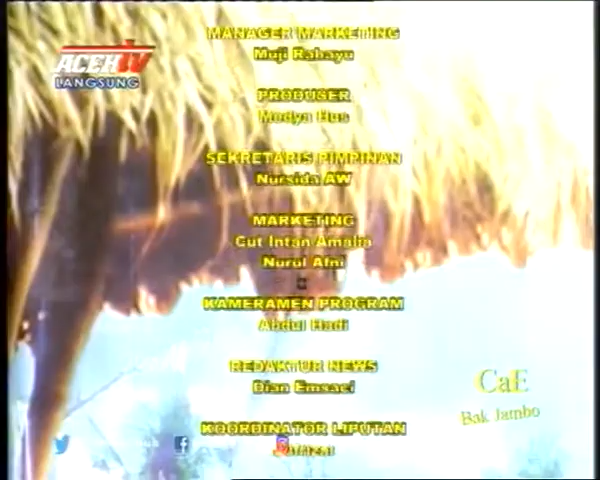 MANAGER MARKETING
Muji Rahayu
ACEH TV
LANGSUNG
PRODUSER
Medya Hus
SEKRETARIS PIMPINAN
Nursida AW
MARKETING
Cut Intan Amalia
Nurul Afni
KAMERAMEN PROGRAM
Abdul Hadi
REDAKTUR NEWS
Dian Emsaci
CaE
Bak Jambo
KOORDINATOR LIPUTAN